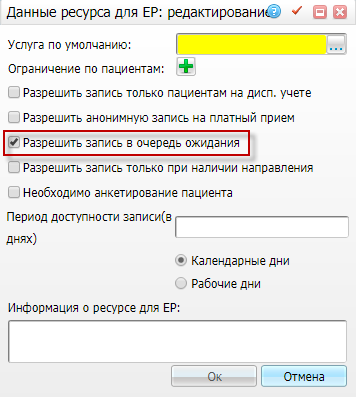 Данные ресурса для ЕР: редактирование
Услуга по умолчанию:
...
Ограничение по пациентам:
Разрешить запись только пациентам на дисп. учете
Разрешить анонимную запись на платный прием
Разрешить запись в очередь ожидания
Разрешить запись только при наличии направления
Необходимо анкетирование пациента
Период доступности записи(в
днях)
Календарные дни
Рабочие дни
Информация о ресурсе для ЕР:
Ок
Отмена